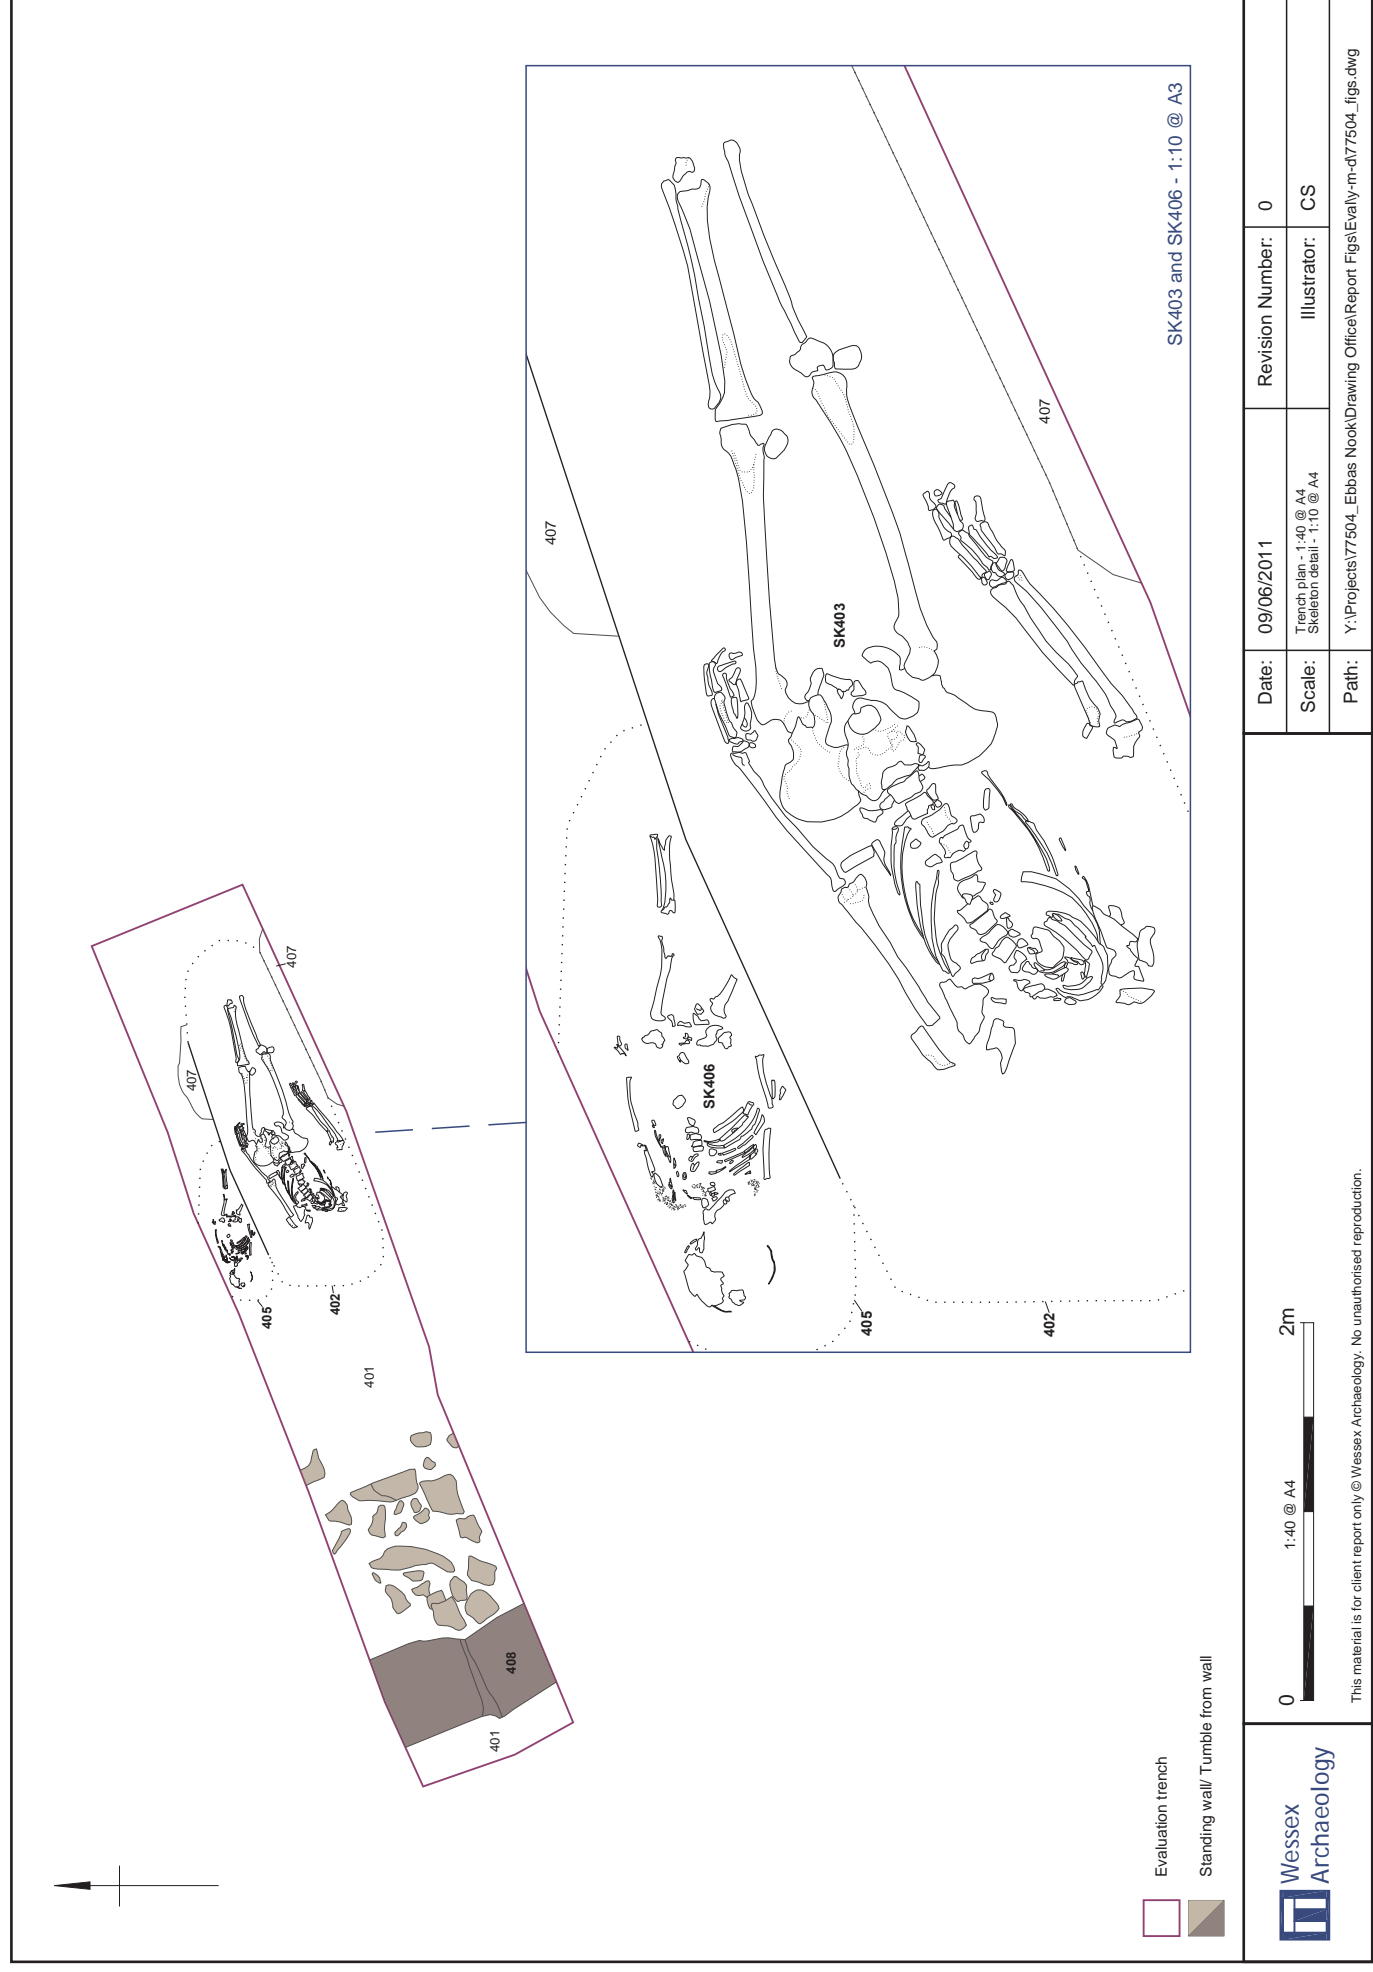 407
407
405
402
401
408
401
407
407
SK403
SK406
405
402
SK403 and SK406 - 1:10 @ A3
Evaluation trench
Standing wall/ Tumble from wall
Wessex
Archaeology
0
1:40 @ A4
2m
This material is for client report only © Wessex Archaeology. No unauthorised reproduction.
Date: 09/06/2011 Revision Number: 0
Scale: Trench plan - 1:40 @ A4
Skeleton detail - 1:10 @ A4
Illustrator: CS
Path: Y:\Projects\77504_Ebbas Nook\Drawing Office\Report Figs\Eval\y-m-d\77504_figs.dwg